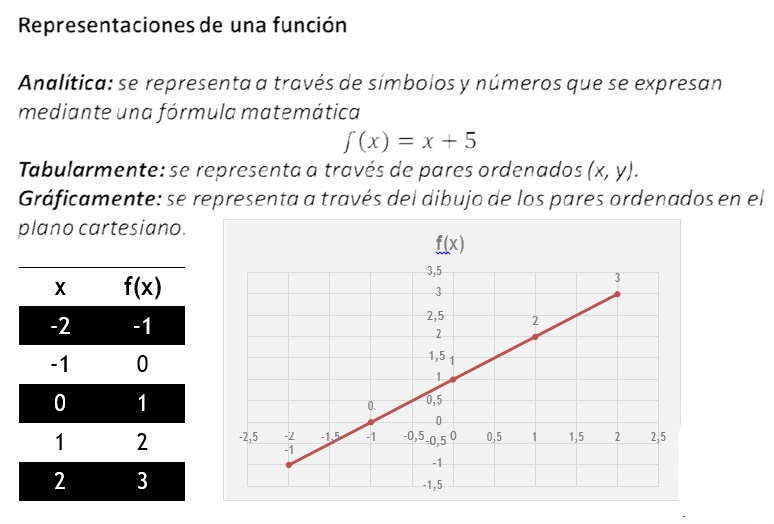 Representaciones de una función
Analítica: se representa a través de símbolos y números que se expresan
mediante una fórmula matemática
f(x) = x + 5
Tabularmente: se representa a través de pares ordenados (x, y).
Gráficamente: se representa a través del dibujo de los pares ordenados en el
plano cartesiano.
x f(x)
-2 -1
-1 0
0 1
1 2
2 3
f(x)
3,5
3
3
2,5
2
2
1,5
1
1
0,5
0
0
-2,5 -2 -1,5 -1 -0,5 0 0,5 1 1,5 2 2,5
-0,5
-1
-1
-1,5